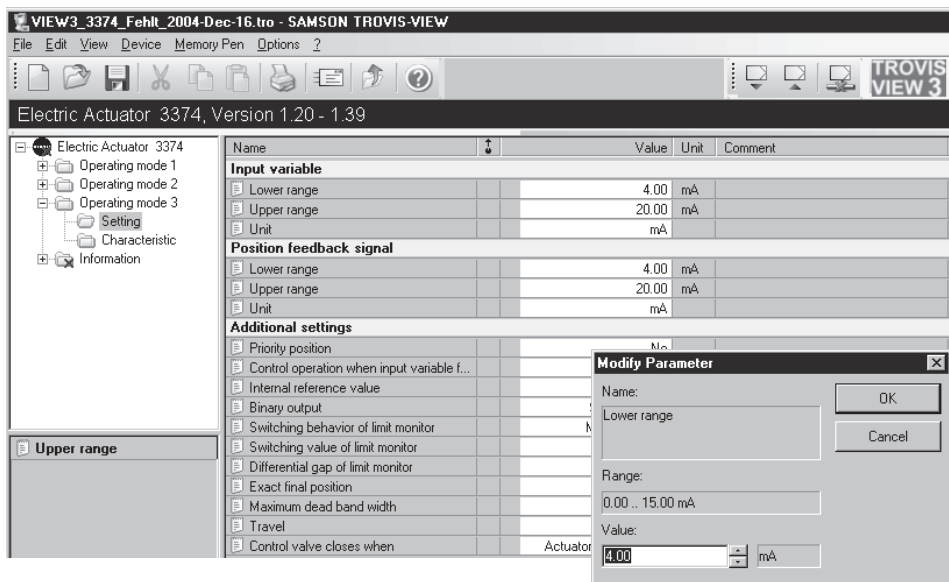 VIEW3_3374_Fehlt_2004-Dec-16.tro - SAMSON TROVIS-VIEW
File Edit View Device Memory Pen Options ?
TROVIS
VIEW 3
Electric Actuator 3374, Version 1.20 - 1.39
Electric Actuator 3374
Operating mode 1
Operating mode 2
Operating mode 3
Setting
Characteristic
Information
Upper range
Name Value Unit Comment
Input variable
Lower range 4.00 mA
Upper range 20.00 mA
Unit mA
Position feedback signal
Lower range 4.00 mA
Upper range 20.00 mA
Unit mA
Additional settings
Priority position No
Control operation when input variable f...
Internal reference value
Binary output
Switching behavior of limit monitor
Switching value of limit monitor
Differential gap of limit monitor
Exact final position
Maximum dead band width
Travel
Control valve closes when Actuator
Modify Parameter
Name:
Lower range
OK
Cancel
Range:
0.00 .. 15.00 mA
Value:
4.00 mA